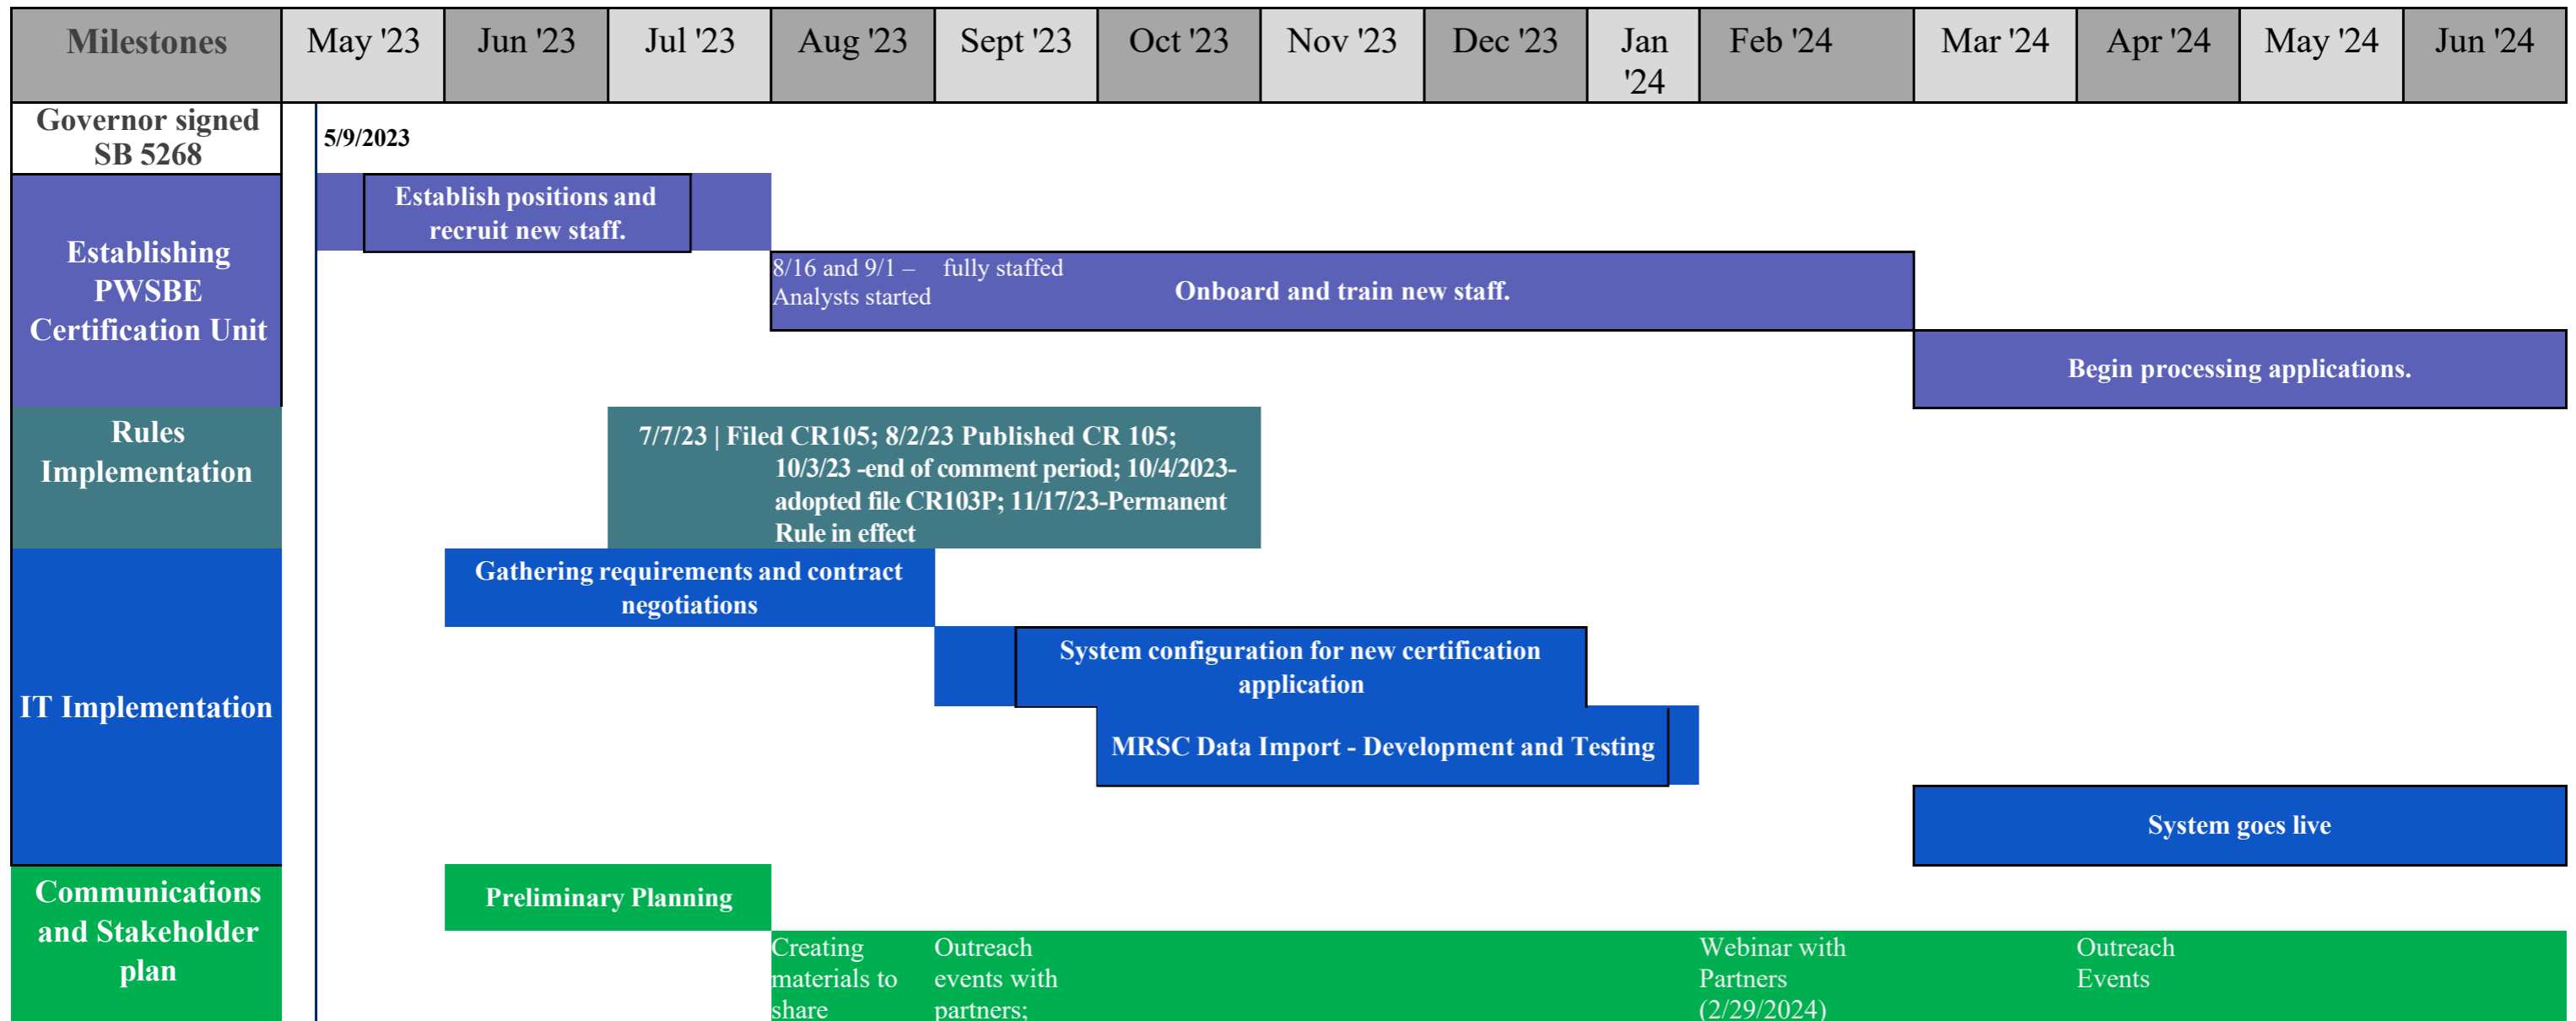 Milestones
May '23
Jun '23
Jul '23
Aug '23
Sept '23
Oct '23
Nov '23
Dec '23
Jan
'24
Feb '24
Mar '24
Apr '24
May '24
Jun '24
Governor signed
SB 5268
5/9/2023
Establishing
PWSBE
Certification Unit
Establish positions and
recruit new staff.
8/16 and 9/1 –
Analysts started
fully staffed
Onboard and train new staff.
Begin processing applications.
Rules
Implementation
7/7/23 | Filed CR105; 8/2/23 Published CR 105;
10/3/23 -end of comment period; 10/4/2023-
adopted file CR103P; 11/17/23-Permanent
Rule in effect
IT Implementation
Gathering requirements and contract
negotiations
System configuration for new certification
application
MRSC Data Import - Development and Testing
System goes live
Communications
and Stakeholder
plan
Preliminary Planning
Creating
materials to
share
Outreach
events with
partners;
Webinar with
Partners
(2/29/2024)
Outreach
Events